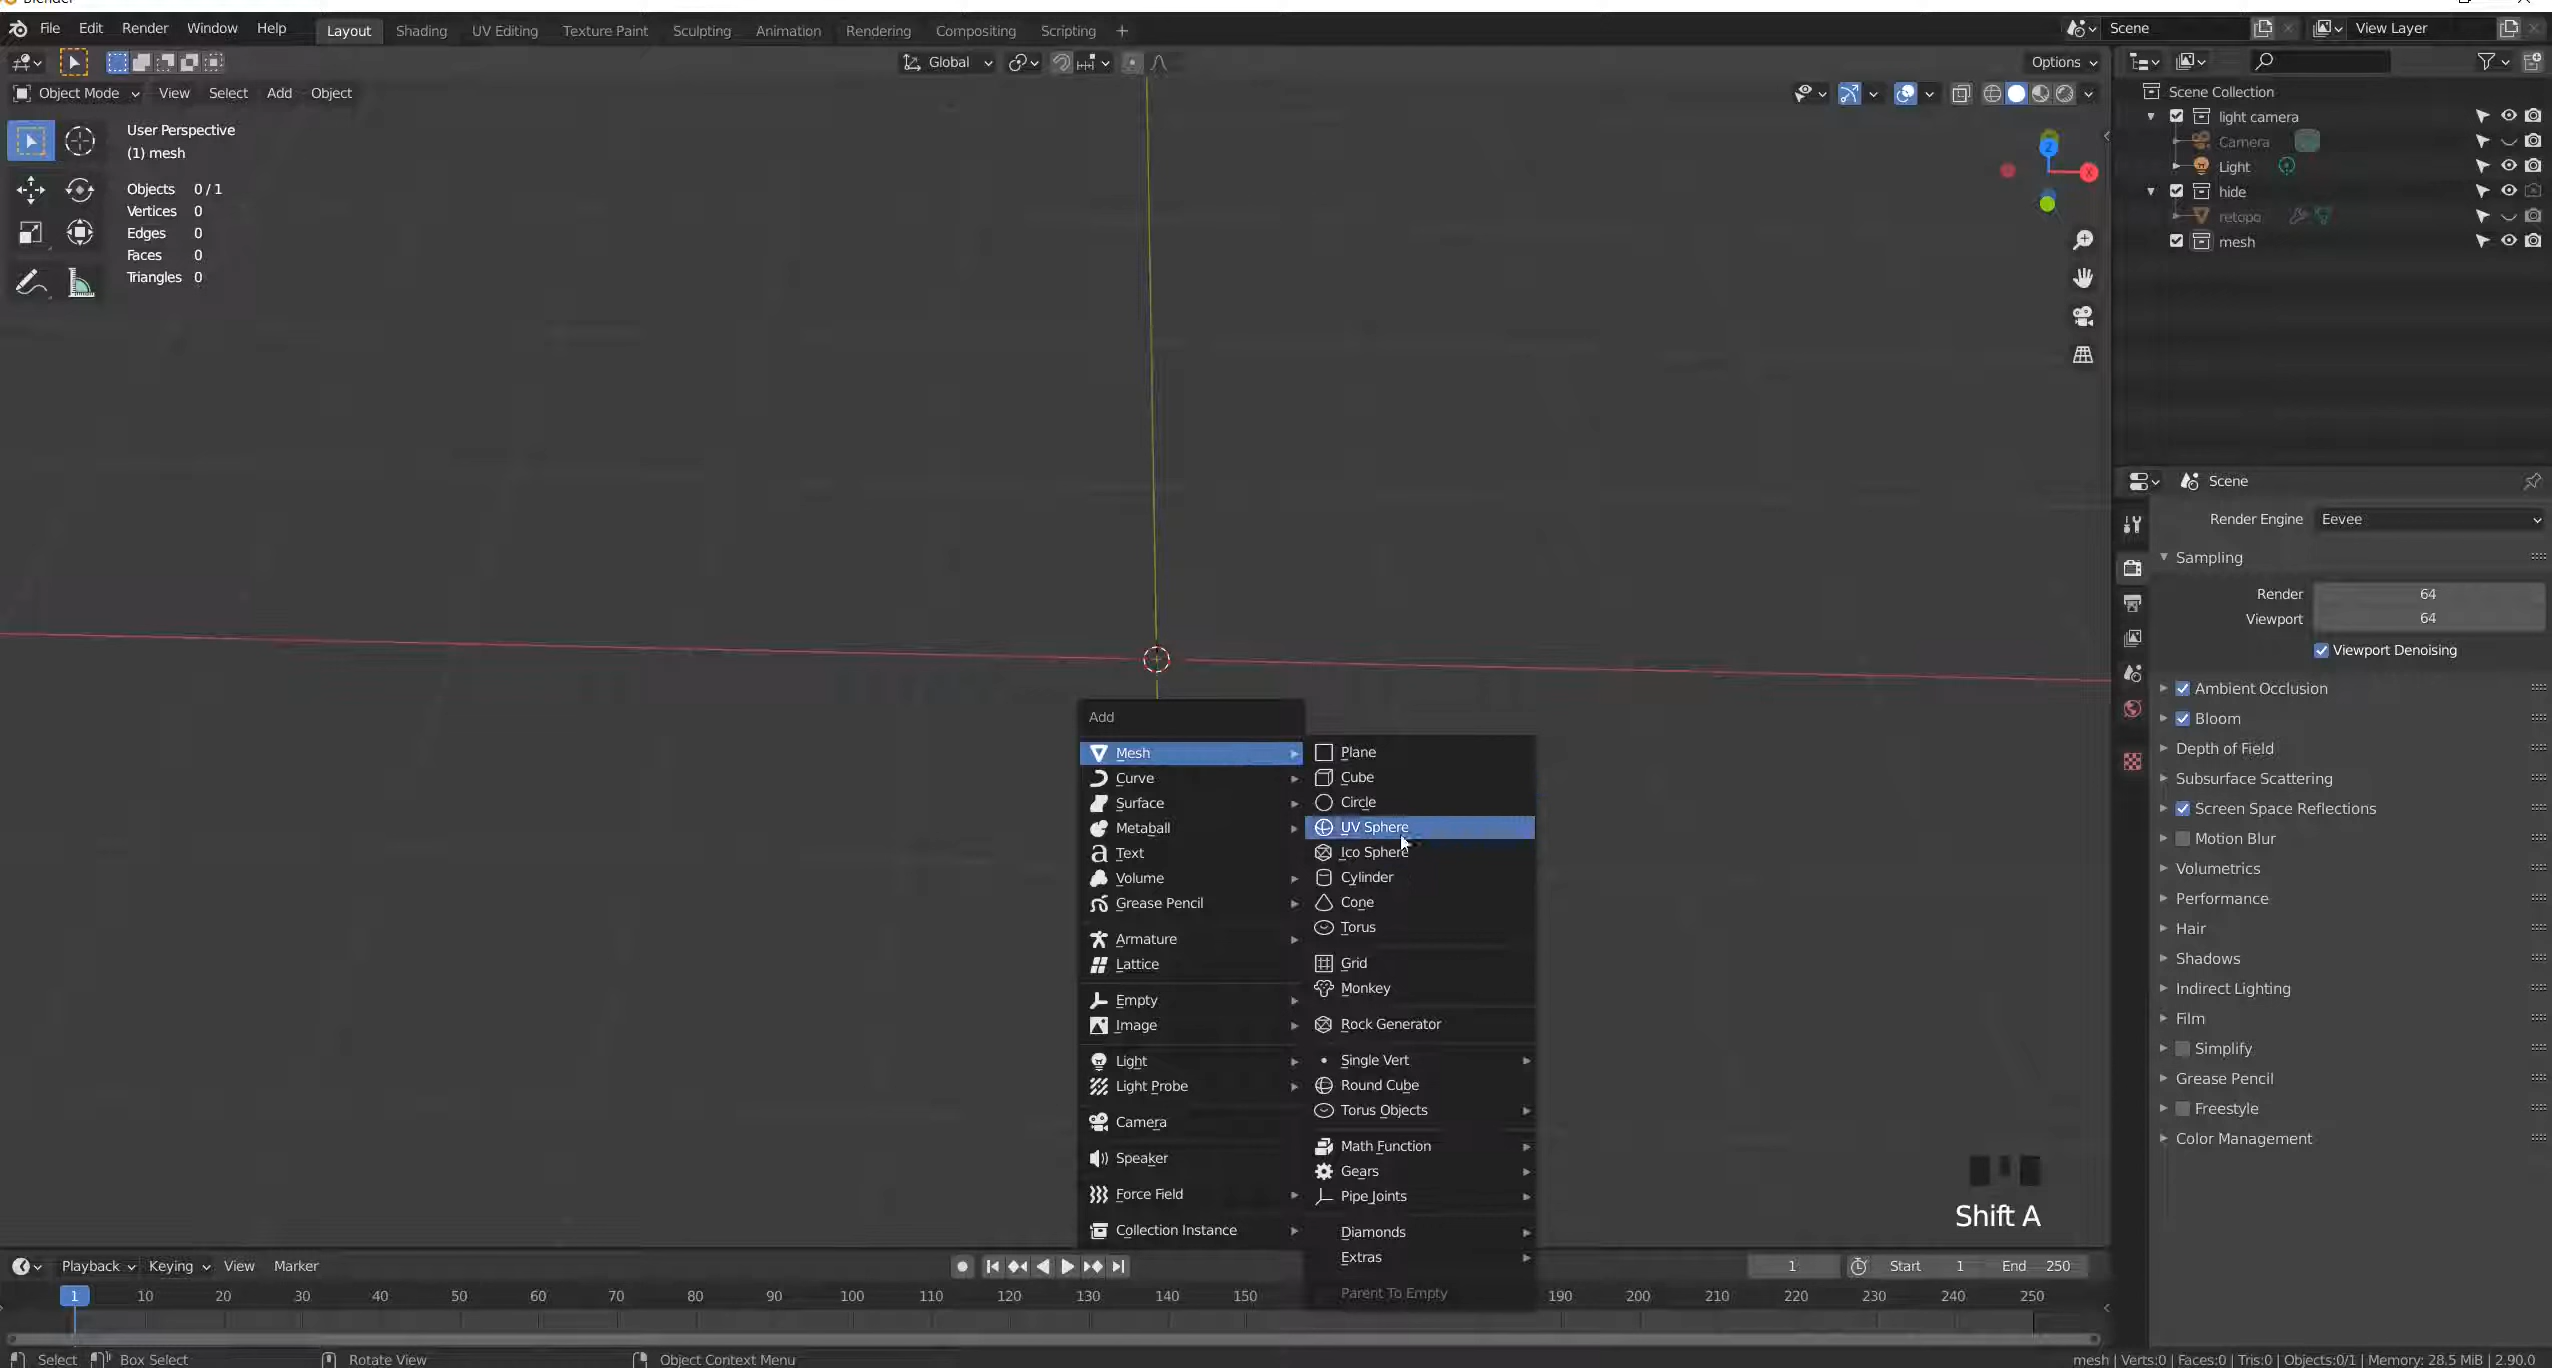 Blender
File Edit Render Window Help Layout Shading UV Editing Texture Paint Sculpting Animation Rendering Compositing Scripting + Scene View Layer
Global Options
Object Mode View Select Add Object
User Perspective
(1) mesh
Objects 0 / 1
Vertices 0
Edges 0
Faces 0
Triangles 0
Z
X
Scene Collection
light camera
Camera
Light
hide
retopo
mesh
Scene
Render Engine Eevee
Sampling
Render 64
Viewport 64
Viewport Denoising
Ambient Occlusion
Bloom
Depth of Field
Subsurface Scattering
Screen Space Reflections
Motion Blur
Volumetrics
Performance
Hair
Shadows
Indirect Lighting
Film
Simplify
Grease Pencil
Freestyle
Color Management
Add
Mesh
Curve
Surface
Metaball
Text
Volume
Grease Pencil
Armature
Lattice
Empty
Image
Light
Light Probe
Camera
Speaker
Force Field
Collection Instance
Plane
Cube
Circle
UV Sphere
Ico Sphere
Cylinder
Cone
Torus
Grid
Monkey
Rock Generator
Single Vert
Round Cube
Torus Objects
Math Function
Gears
Pipe Joints
Diamonds
Extras
Parent To Empty
Shift A
Playback Keying View Marker 1 Start 1 End 250
1 10 20 30 40 50 60 70 80 90 100 110 120 130 140 150 190 200 210 220 230 240 250
Select Box Select Rotate View Object Context Menu mesh | Verts:0 | Faces:0 | Tris:0 | Objects:0/1 | Memory: 28.5 MiB | 2.90.0